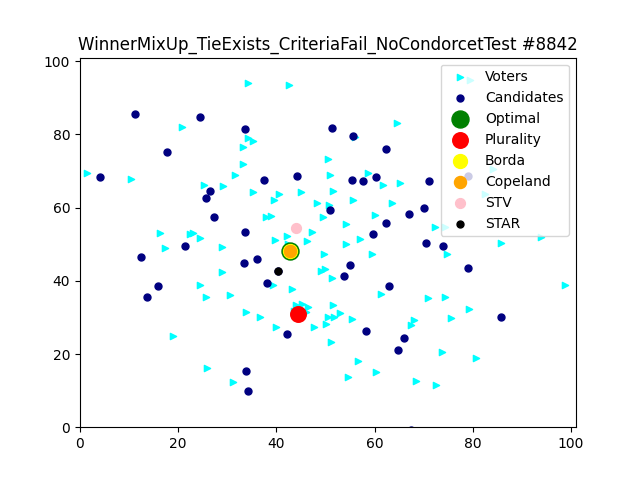 WinnerMixUp_TieExists_CriteriaFail_NoCondorcetTest #8842
100
80
60
40
20
0
0 20 40 60 80 100
Voters
Candidates
Optimal
Plurality
Borda
Copeland
STV
STAR